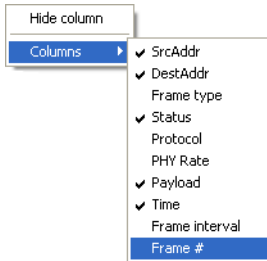 Hide column
Columns
SrcAddr
DestAddr
Frame type
Status
Protocol
PHY Rate
Payload
Time
Frame interval
Frame #